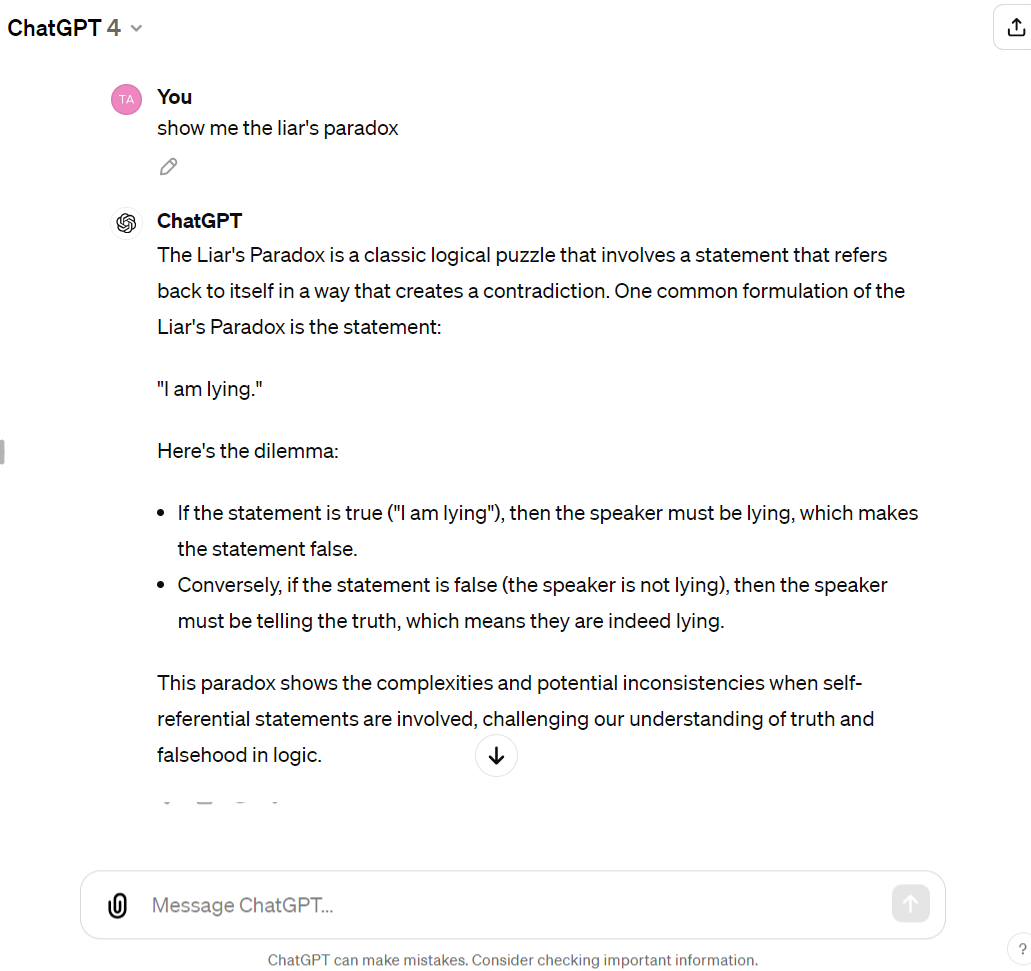 ChatGPT 4
TA
You
show me the liar's paradox
ChatGPT
The Liar's Paradox is a classic logical puzzle that involves a statement that refers
back to itself in a way that creates a contradiction. One common formulation of the
Liar's Paradox is the statement:
"I am lying."
Here's the dilemma:
• If the statement is true ("I am lying"), then the speaker must be lying, which makes
the statement false.
• Conversely, if the statement is false (the speaker is not lying), then the speaker
must be telling the truth, which means they are indeed lying.
This paradox shows the complexities and potential inconsistencies when self-
referential statements are involved, challenging our understanding of truth and
falsehood in logic.
Message ChatGPT...
ChatGPT can make mistakes. Consider checking important information.
?